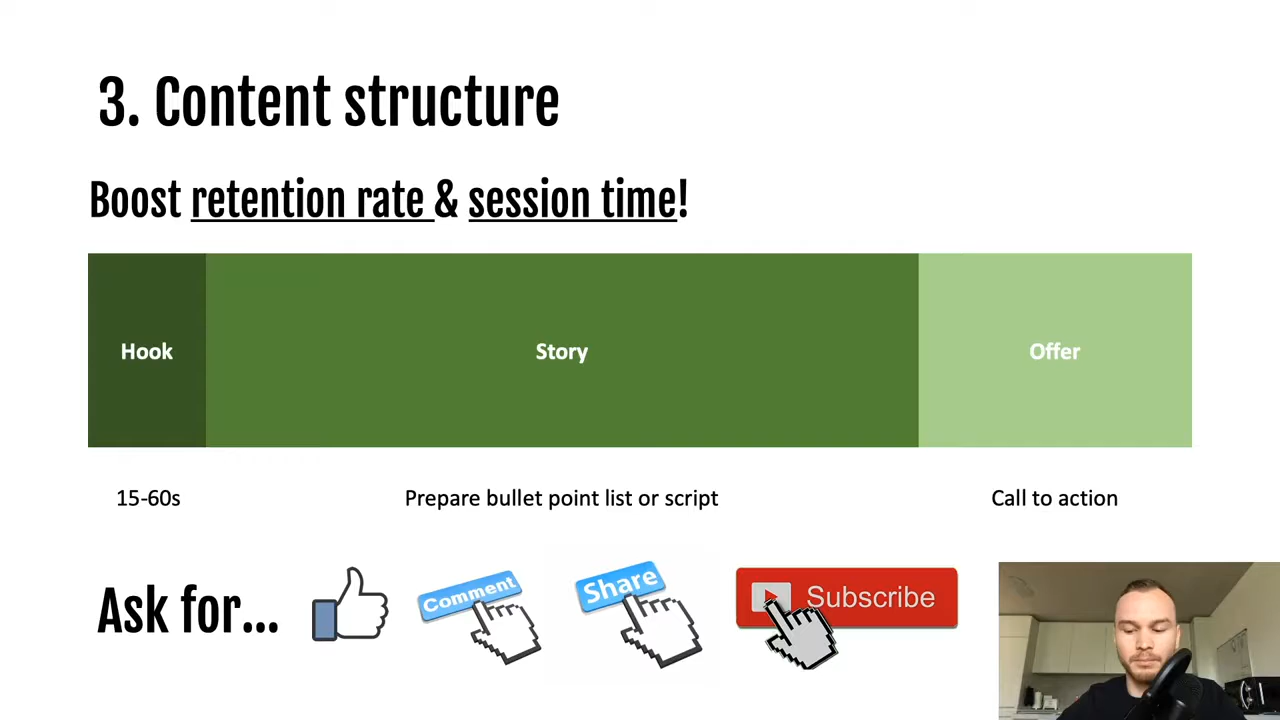 3. Content structure
Boost retention rate & session time!
Hook
Story
Offer
15-60s
Prepare bullet point list or script
Call to action
Ask for...
Comment
Share
Subscribe